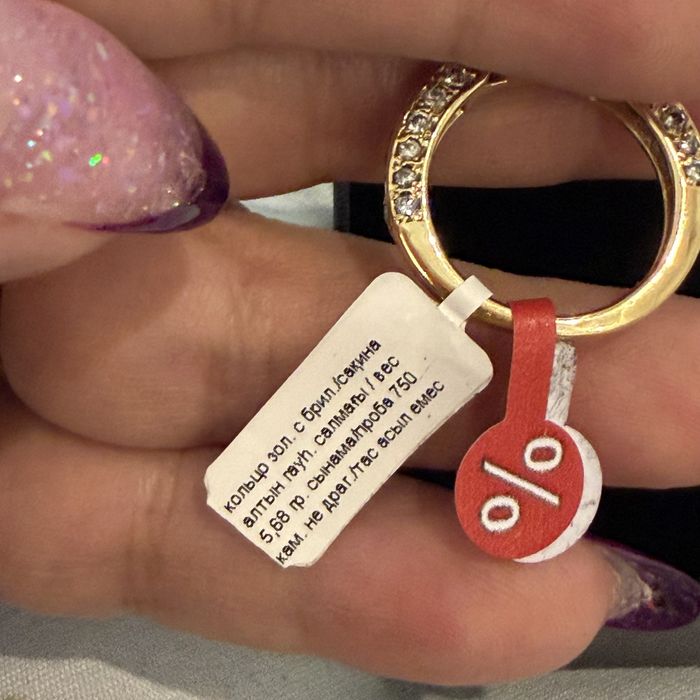 кольцо зол. с брил./сақина
алтын гауһ. салмағы / вес
5,68 гр. сынама/проба 750
кам. не драг./тас асыл емес
%